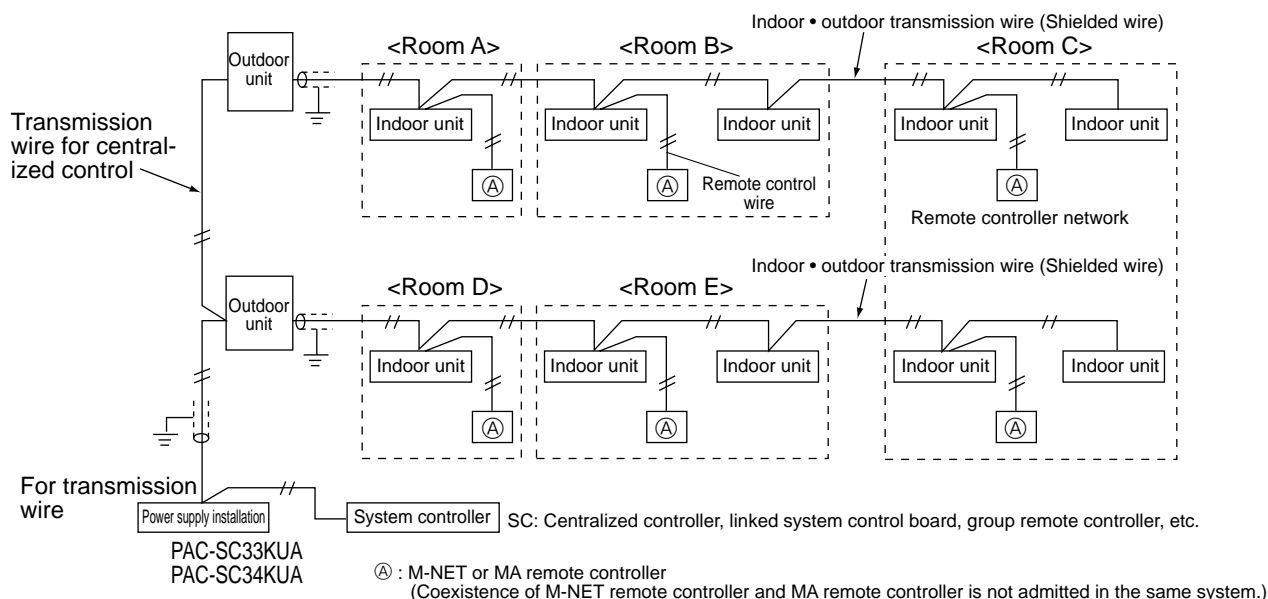 Indoor • outdoor transmission wire (Shielded wire)
<Room A>
<Room B>
<Room C>
Outdoor
unit
Indoor unit
Indoor unit
Indoor unit
Indoor unit
Indoor unit
Transmission
wire for central-
ized control
Ⓐ
Ⓐ
Remote control
wire
Ⓐ
Remote controller network
Indoor • outdoor transmission wire (Shielded wire)
<Room D>
<Room E>
Outdoor
unit
Indoor unit
Indoor unit
Indoor unit
Indoor unit
Indoor unit
Ⓐ
Ⓐ
Ⓐ
For transmission
wire
Power supply installation
System controller
SC: Centralized controller, linked system control board, group remote controller, etc.
PAC-SC33KUA
PAC-SC34KUA
Ⓐ : M-NET or MA remote controller
(Coexistence of M-NET remote controller and MA remote controller is not admitted in the same system.)